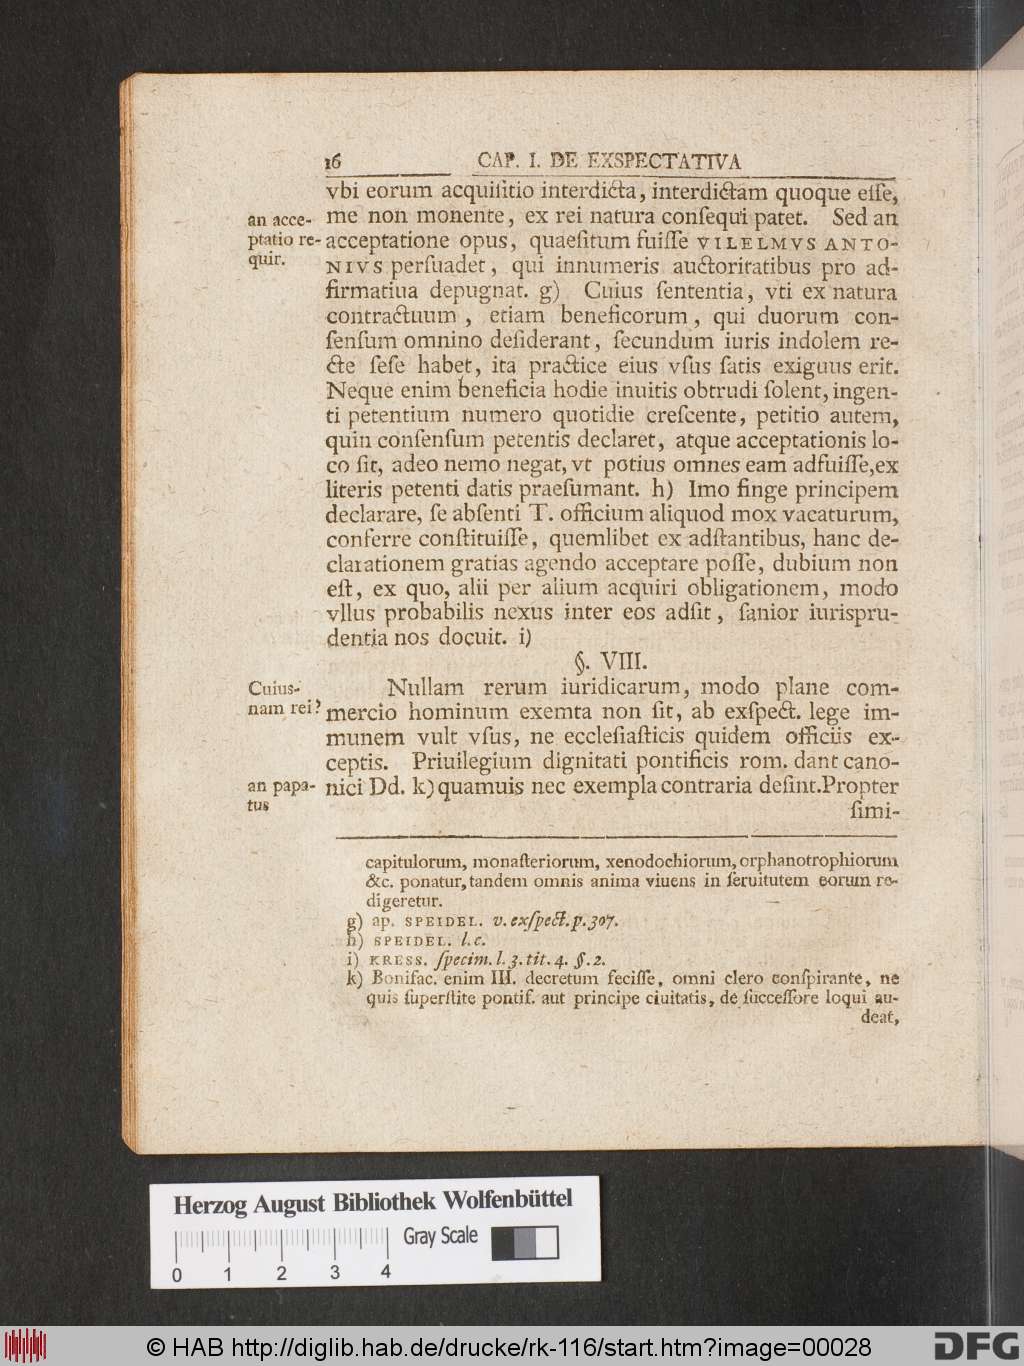 16 CAP. I. DE EXSPECTATIVA
vbi eorum acquiſitio interdicta, interdictam quoque eſſe,
an acce- me non monente, ex rei natura conſequi patet. Sed an
ptatio re- acceptatione opus, quaeſitum fuiſſe VILELMVS ANTO-
quir. NIVS perſuadet, qui innumeris auctoritatibus pro ad-
firmatiua depugnat. g) Cuius ſententia, vti ex natura
contractuum, etiam beneficorum, qui duorum con-
ſenſum omnino deſiderant, ſecundum iuris indolem re-
cte ſeſe habet, ita practice eius vſus ſatis exiguus erit.
Neque enim beneficia hodie inuitis obtrudi ſolent, ingen-
ti petentium numero quotidie creſcente, petitio autem,
quin conſenſum petentis declaret, atque acceptationis lo-
co ſit, adeo nemo negat, vt potius omnes eam adfuiſſe, ex
literis petenti datis praeſumant. h) Imo finge principem
declarare, ſe abſenti T. officium aliquod mox vacaturum,
conferre conſtituiſſe, quemlibet ex adſtantibus, hanc de-
clarationem gratias agendo acceptare poſſe, dubium non
eſt, ex quo, alii per alium acquiri obligationem, modo
vllus probabilis nexus inter eos adſit, ſanior iurispru-
dentia nos docuit. i)
§. VIII.
Cuius- Nullam rerum iuridicarum, modo plane com-
nam rei? mercio hominum exemta non ſit, ab exſpect. lege im-
munem vult vſus, ne eccleſiaſticis quidem officiis ex-
ceptis. Priuilegium dignitati pontificis rom. dant cano-
an papa- nici Dd. k) quamuis nec exempla contraria deſint. Propter
tus ſimi-
capitulorum, monaſteriorum, xenodochiorum, orphanotrophiorum
&c. ponatur, tandem omnis anima viuens in ſeruitutem eorum re-
digeretur.
g) ap. SPEIDEL. v. exſpect. p. 307.
h) SPEIDEL. l. c.
i) KRESS. ſpecim. l. 3. tit. 4. §. 2.
k) Bonifac. enim III. decretum feciſſe, omni clero conſpirante, ne
quis ſuperſtite pontif. aut principe ciuitatis, de ſucceſſore loqui au-
deat,
Herzog August Bibliothek Wolfenbüttel
Gray Scale
0 1 2 3 4
© HAB http://diglib.hab.de/drucke/rk-116/start.htm?image=00028
DFG